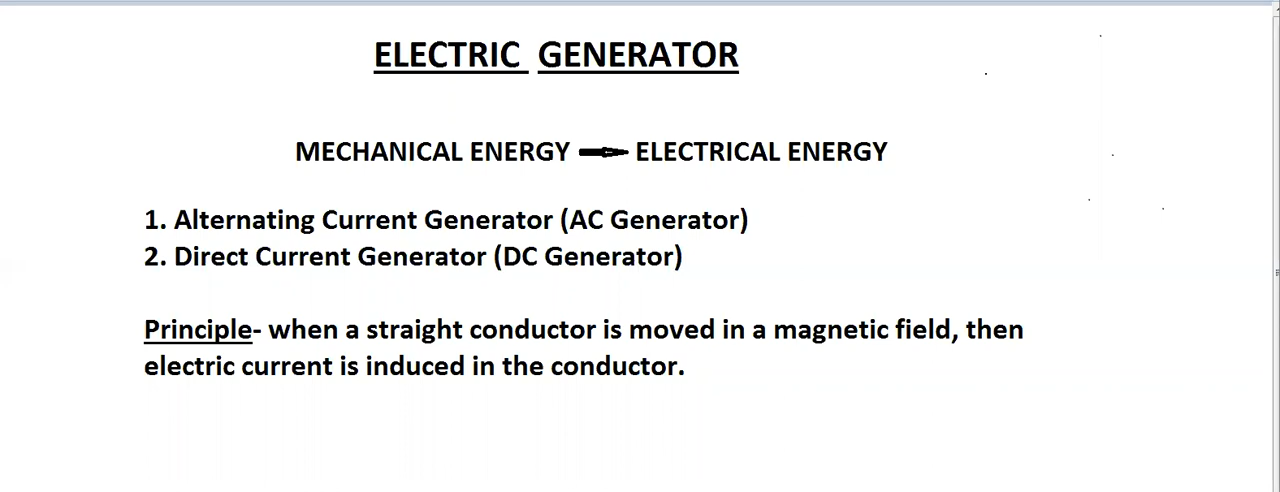 ELECTRIC GENERATOR
MECHANICAL ENERGY ELECTRICAL ENERGY
1. Alternating Current Generator (AC Generator)
2. Direct Current Generator (DC Generator)
Principle- when a straight conductor is moved in a magnetic field, then
electric current is induced in the conductor.